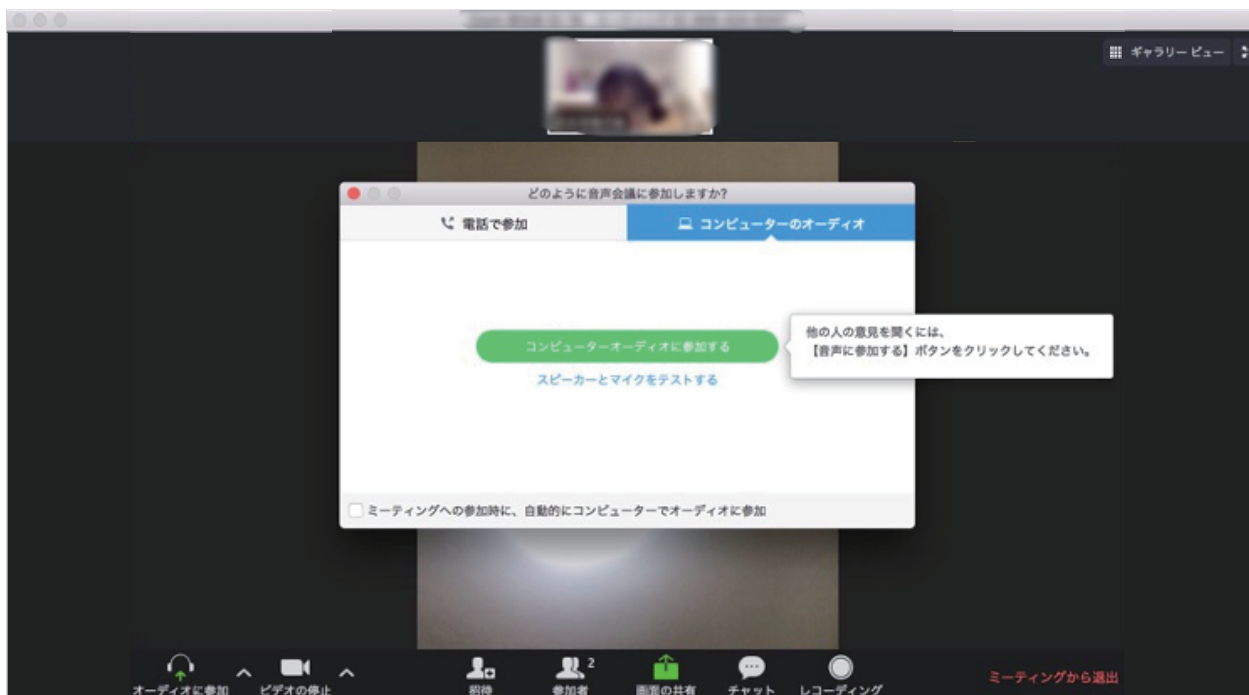 ギャラリー ビュー
どのように音声会議に参加しますか?
電話で参加
コンピューターのオーディオ
コンピューターオーディオに参加する
他の人の意見を聞くには、
【音声に参加する】ボタンをクリックしてください。
スピーカーとマイクをテストする
ミーティングへの参加時に、自動的にコンピューターでオーディオに参加
オーディオに参加
ビデオの停止
招待
参加者
2
画面の共有
チャット
レコーディング
ミーティングから退出